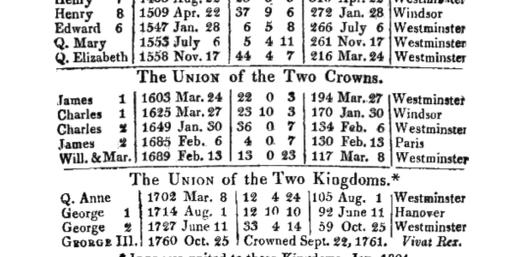 Henry 8 1509 Apr. 22 37 9 6 272 Jan. 28 Windsor
Edward 6 1547 Jan. 28 6 5 8 266 July 6 Westminster
Q. Mary 1553 July 6 5 4 11 261 Nov. 17 Westminster
Q. Elizabeth 1558 Nov. 17 44 4 7 216 Mar. 24 Westminster
The UNION of the Two Crowns.
James 1 1603 Mar. 24 22 0 3 194 Mar. 27 Westminster
Charles 1 1625 Mar. 27 23 10 3 170 Jan. 30 Windsor
Charles 2 1649 Jan. 30 36 0 7 134 Feb. 6 Westminster
James 2 1685 Feb. 6 4 0 7 130 Feb. 13 Paris
Will. & Mar. 1689 Feb. 13 13 0 23 117 Mar. 8 Westminster
The UNION of the Two Kingdoms.*
Q. Anne 1702 Mar. 8 12 4 24 105 Aug. 1 Westminster
George 1 1714 Aug. 1 12 10 10 92 June 11 Hanover
George 2 1727 June 11 33 4 14 59 Oct. 25 Westminster
GEORGE III. 1760 Oct. 25 Crowned Sept. 22, 1761. Vivat Rex.